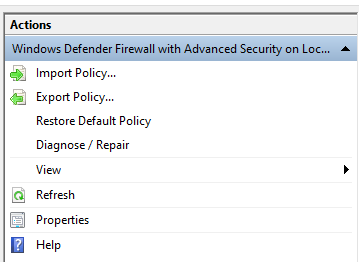 Actions
Windows Defender Firewall with Advanced Security on Loc...
Import Policy...
Export Policy...
Restore Default Policy
Diagnose / Repair
View
Refresh
Properties
Help